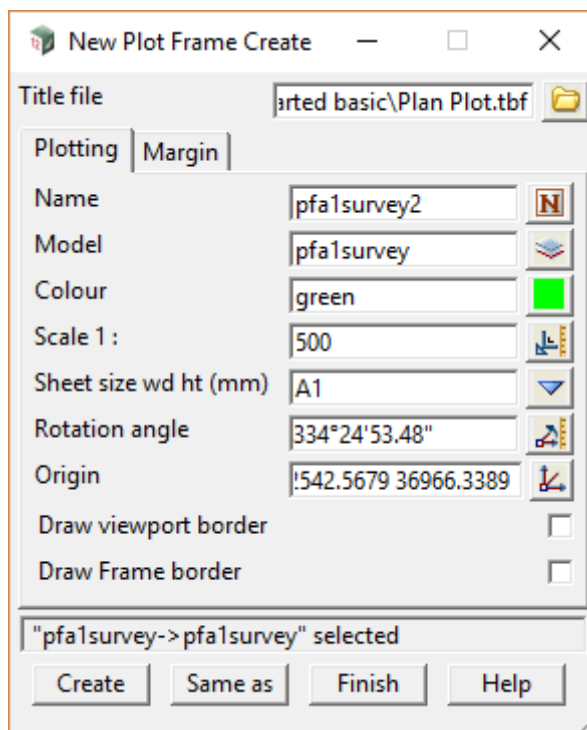 New Plot Frame Create
Title file arted basic\Plan Plot.tbf
Plotting Margin
Name pfa1survey2 N
Model pfa1survey
Colour green
Scale 1 : 500
Sheet size wd ht (mm) A1
Rotation angle 334°24'53.48"
Origin 542.5679 36966.3389
Draw viewport border
Draw Frame border
"pfa1survey->pfa1survey" selected
Create Same as Finish Help